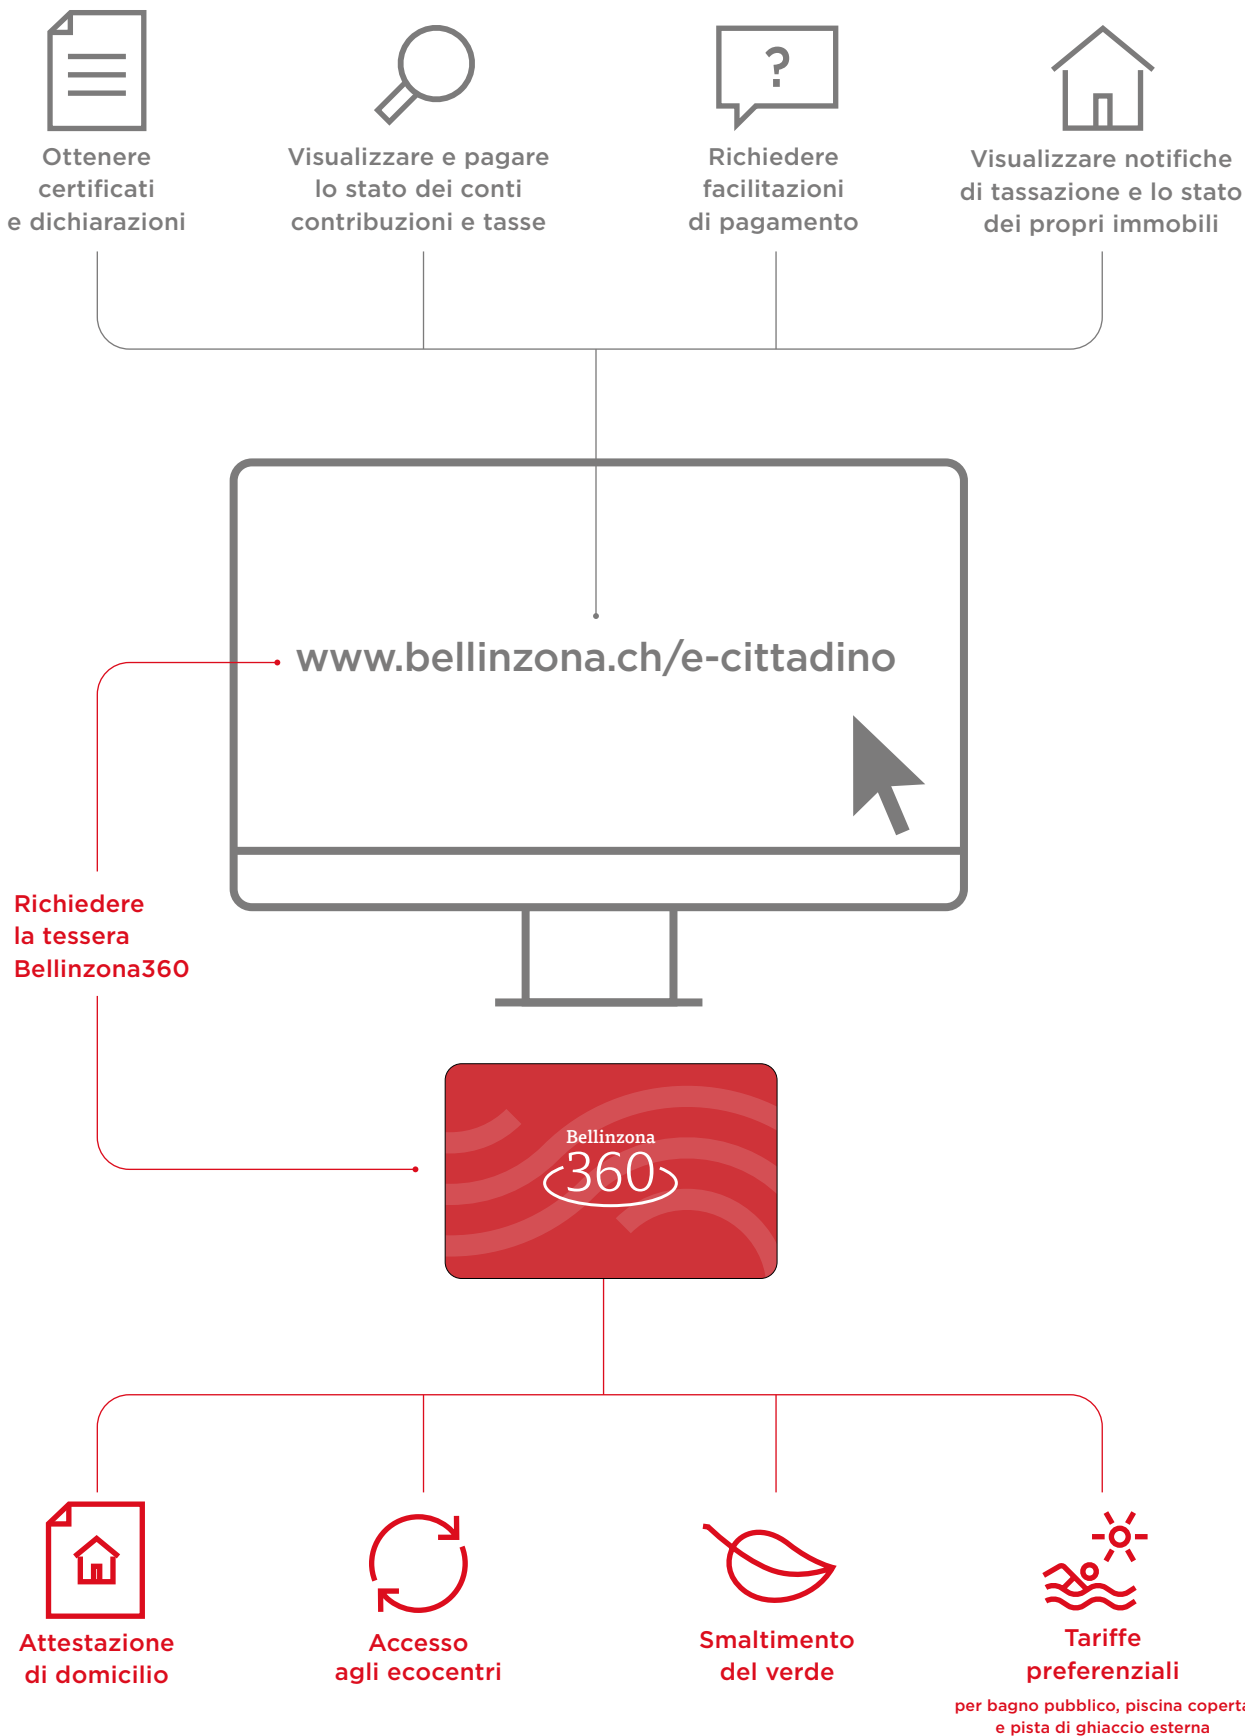 Ottenere
certificati
e dichiarazioni
Visualizzare e pagare
lo stato dei conti
contribuzioni e tasse
?
Richiedere
facilitazioni
di pagamento
Visualizzare notifiche
di tassazione e lo stato
dei propri immobili
www.bellinzona.ch/e-cittadino
Richiedere
la tessera
Bellinzona360
Bellinzona
360
Attestazione
di domicilio
Accesso
agli ecocentri
Smaltimento
del verde
Tariffe
preferenziali
per bagno pubblico, piscina coperta
e pista di ghiaccio esterna